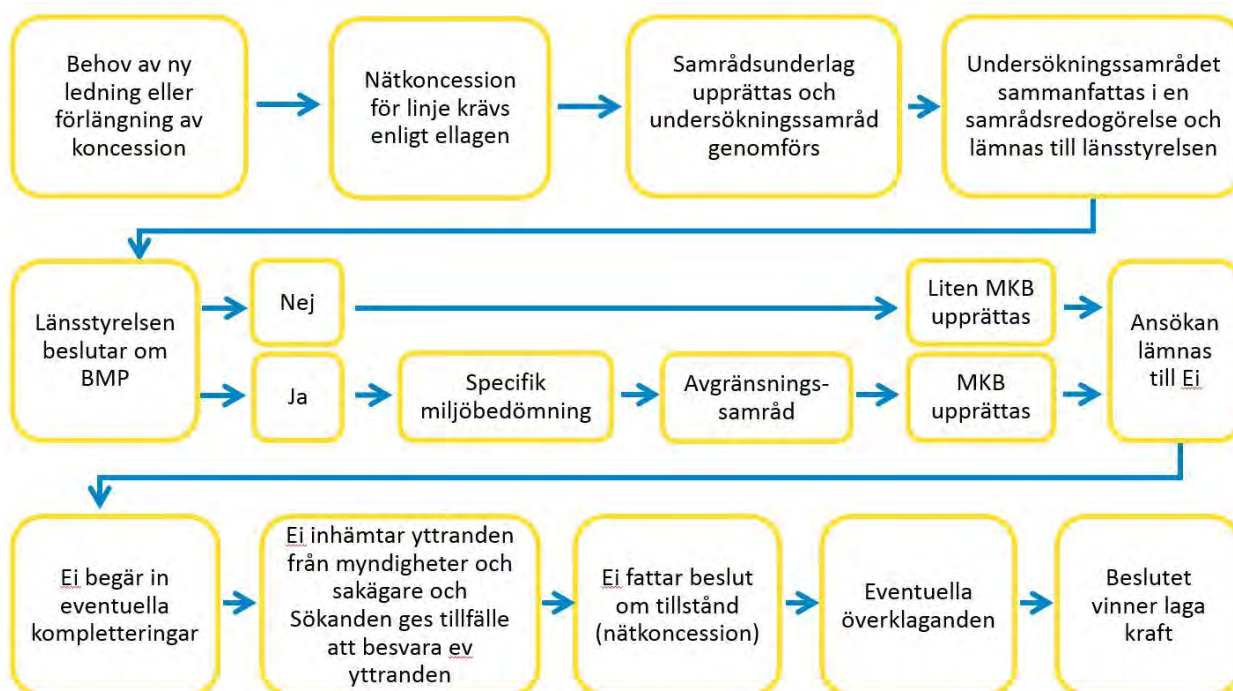 Behov av ny
ledning eller
förlängning av
koncession
Nätkoncession
för linje krävs
enligt ellagen
Samrådsunderlag
upprättas och
undersökningssamråd
genomförs
Undersökningssamrådet
sammanfattas i en
samrådsredogörelse och
lämnas till länsstyrelsen
Länsstyrelsen
beslutar om
BMP
Nej
Liten MKB
upprättas
Ja
Specifik
miljöbedömning
Avgränsnings-
samråd
MKB
upprättas
Ansökan
lämnas
till Ei
Ei begär in
eventuella
kompletteringar
Ei inhämtar yttranden
från myndigheter och
sakägare och
Sökanden ges tillfälle
att besvara ev
yttranden
Ei fattar beslut
om tillstånd
(nätkoncession)
Eventuella
överklaganden
Beslutet
vinner laga
kraft